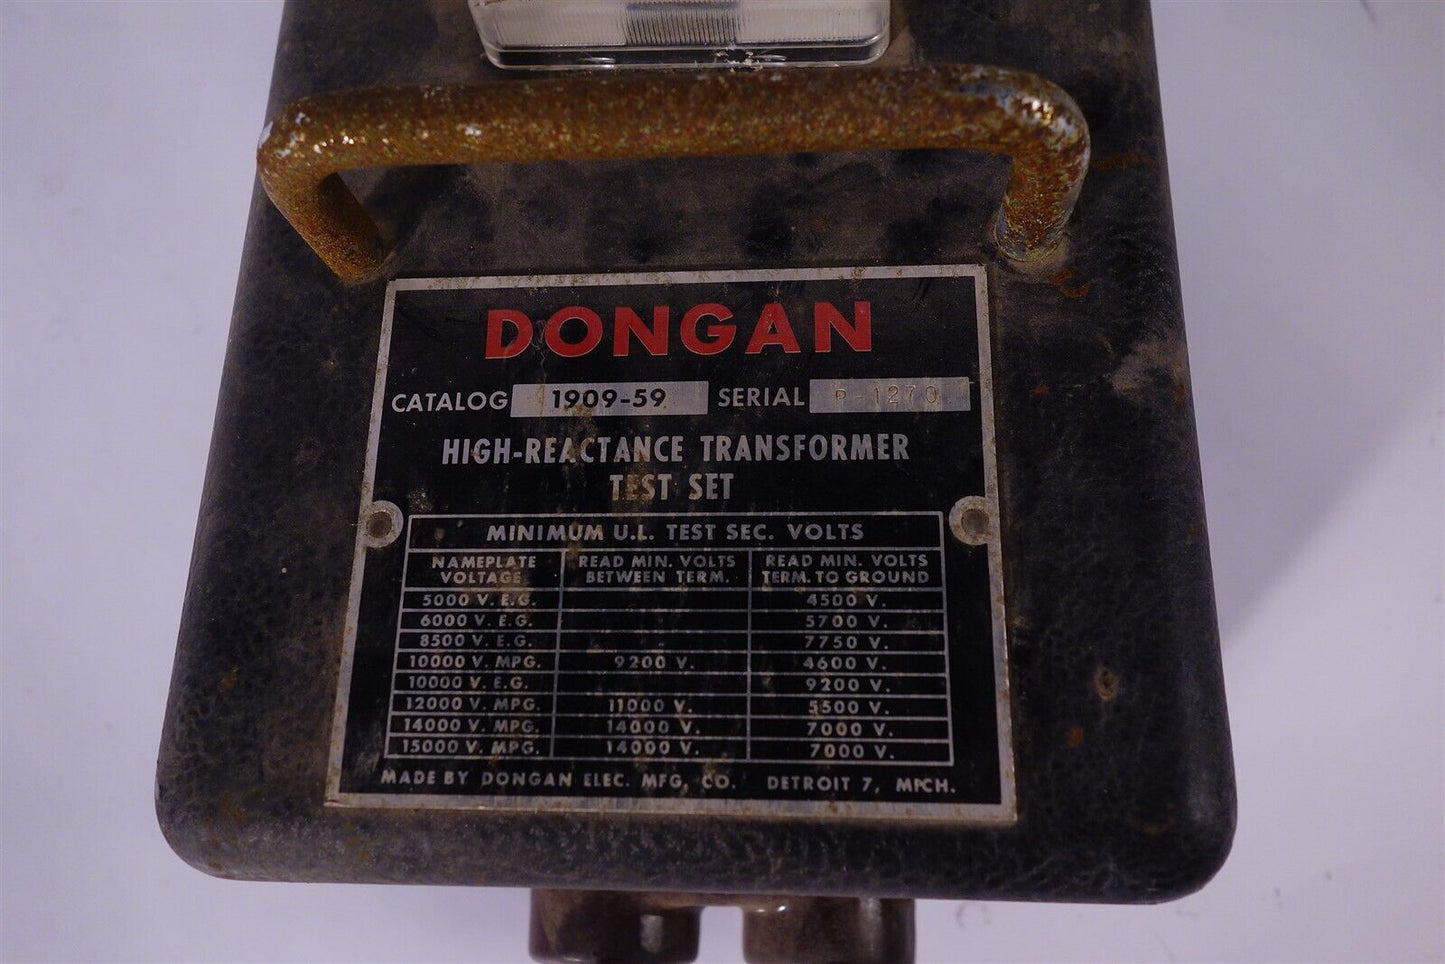 DONGAN
CATALOG 1909-59 SERIAL P-1270
HIGH-REACTANCE TRANSFORMER
TEST SET
MINIMUM U.L. TEST SEC. VOLTS
NAMEPLATE VOLTAGE READ MIN. VOLTS BETWEEN TERM. READ MIN. VOLTS TERM. TO GROUND
5000 V. E.G. 4500 V.
6000 V. E.G. 5700 V.
8500 V. E.G. 7750 V.
10000 V. MPG. 9200 V. 4600 V.
10000 V. E.G. 9200 V.
12000 V. MPG. 11000 V. 5500 V.
14000 V. MPG. 14000 V. 7000 V.
15000 V. MPG. 14000 V. 7000 V.
MADE BY DONGAN ELEC. MFG. CO. DETROIT 7, MICH.